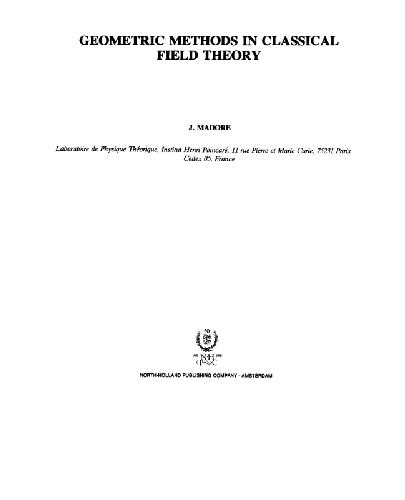 GEOMETRIC METHODS IN CLASSICAL
FIELD THEORY
J. MADORE
Laboratoire de Physique Théorique, Institut Henri Poincaré, 11 rue Pierre et Marie Curie, 75231 Paris
Cedex 05, France
NORTH-HOLLAND PUBLISHING COMPANY - AMSTERDAM